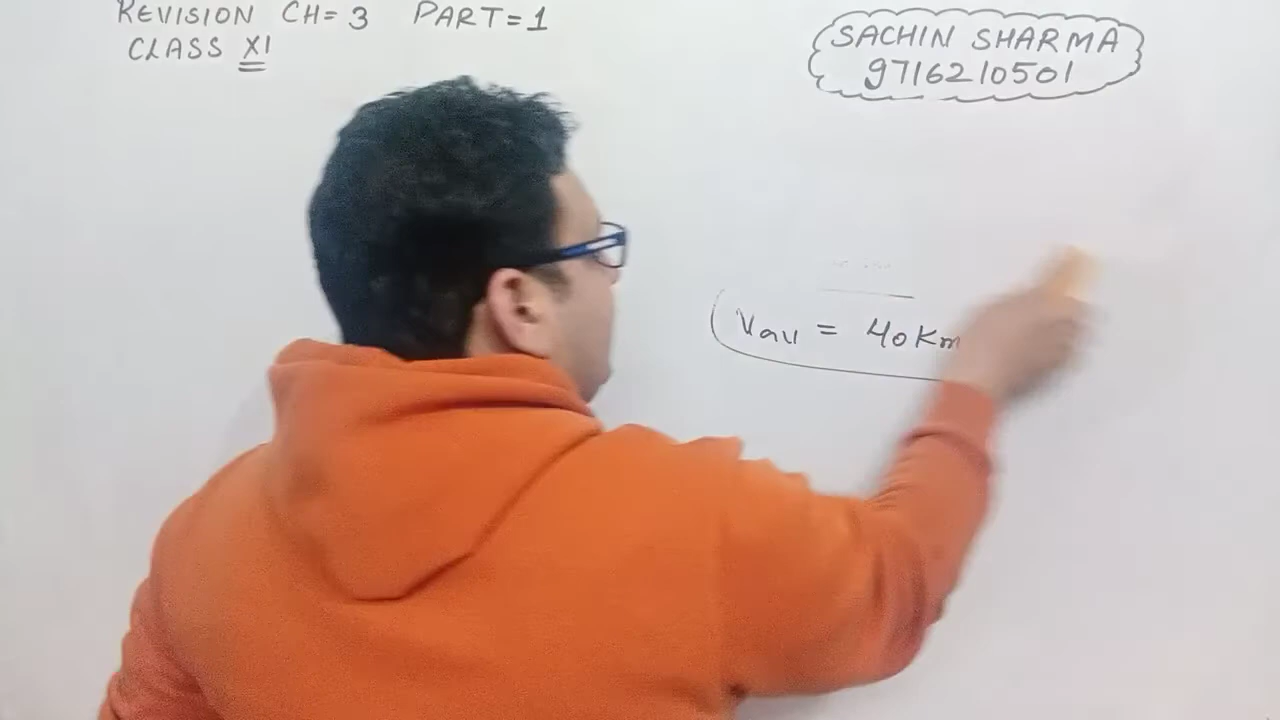 REVISION CH=3 PART=1
CLASS XI
SACHIN SHARMA
9716210501
Vav = 40Km